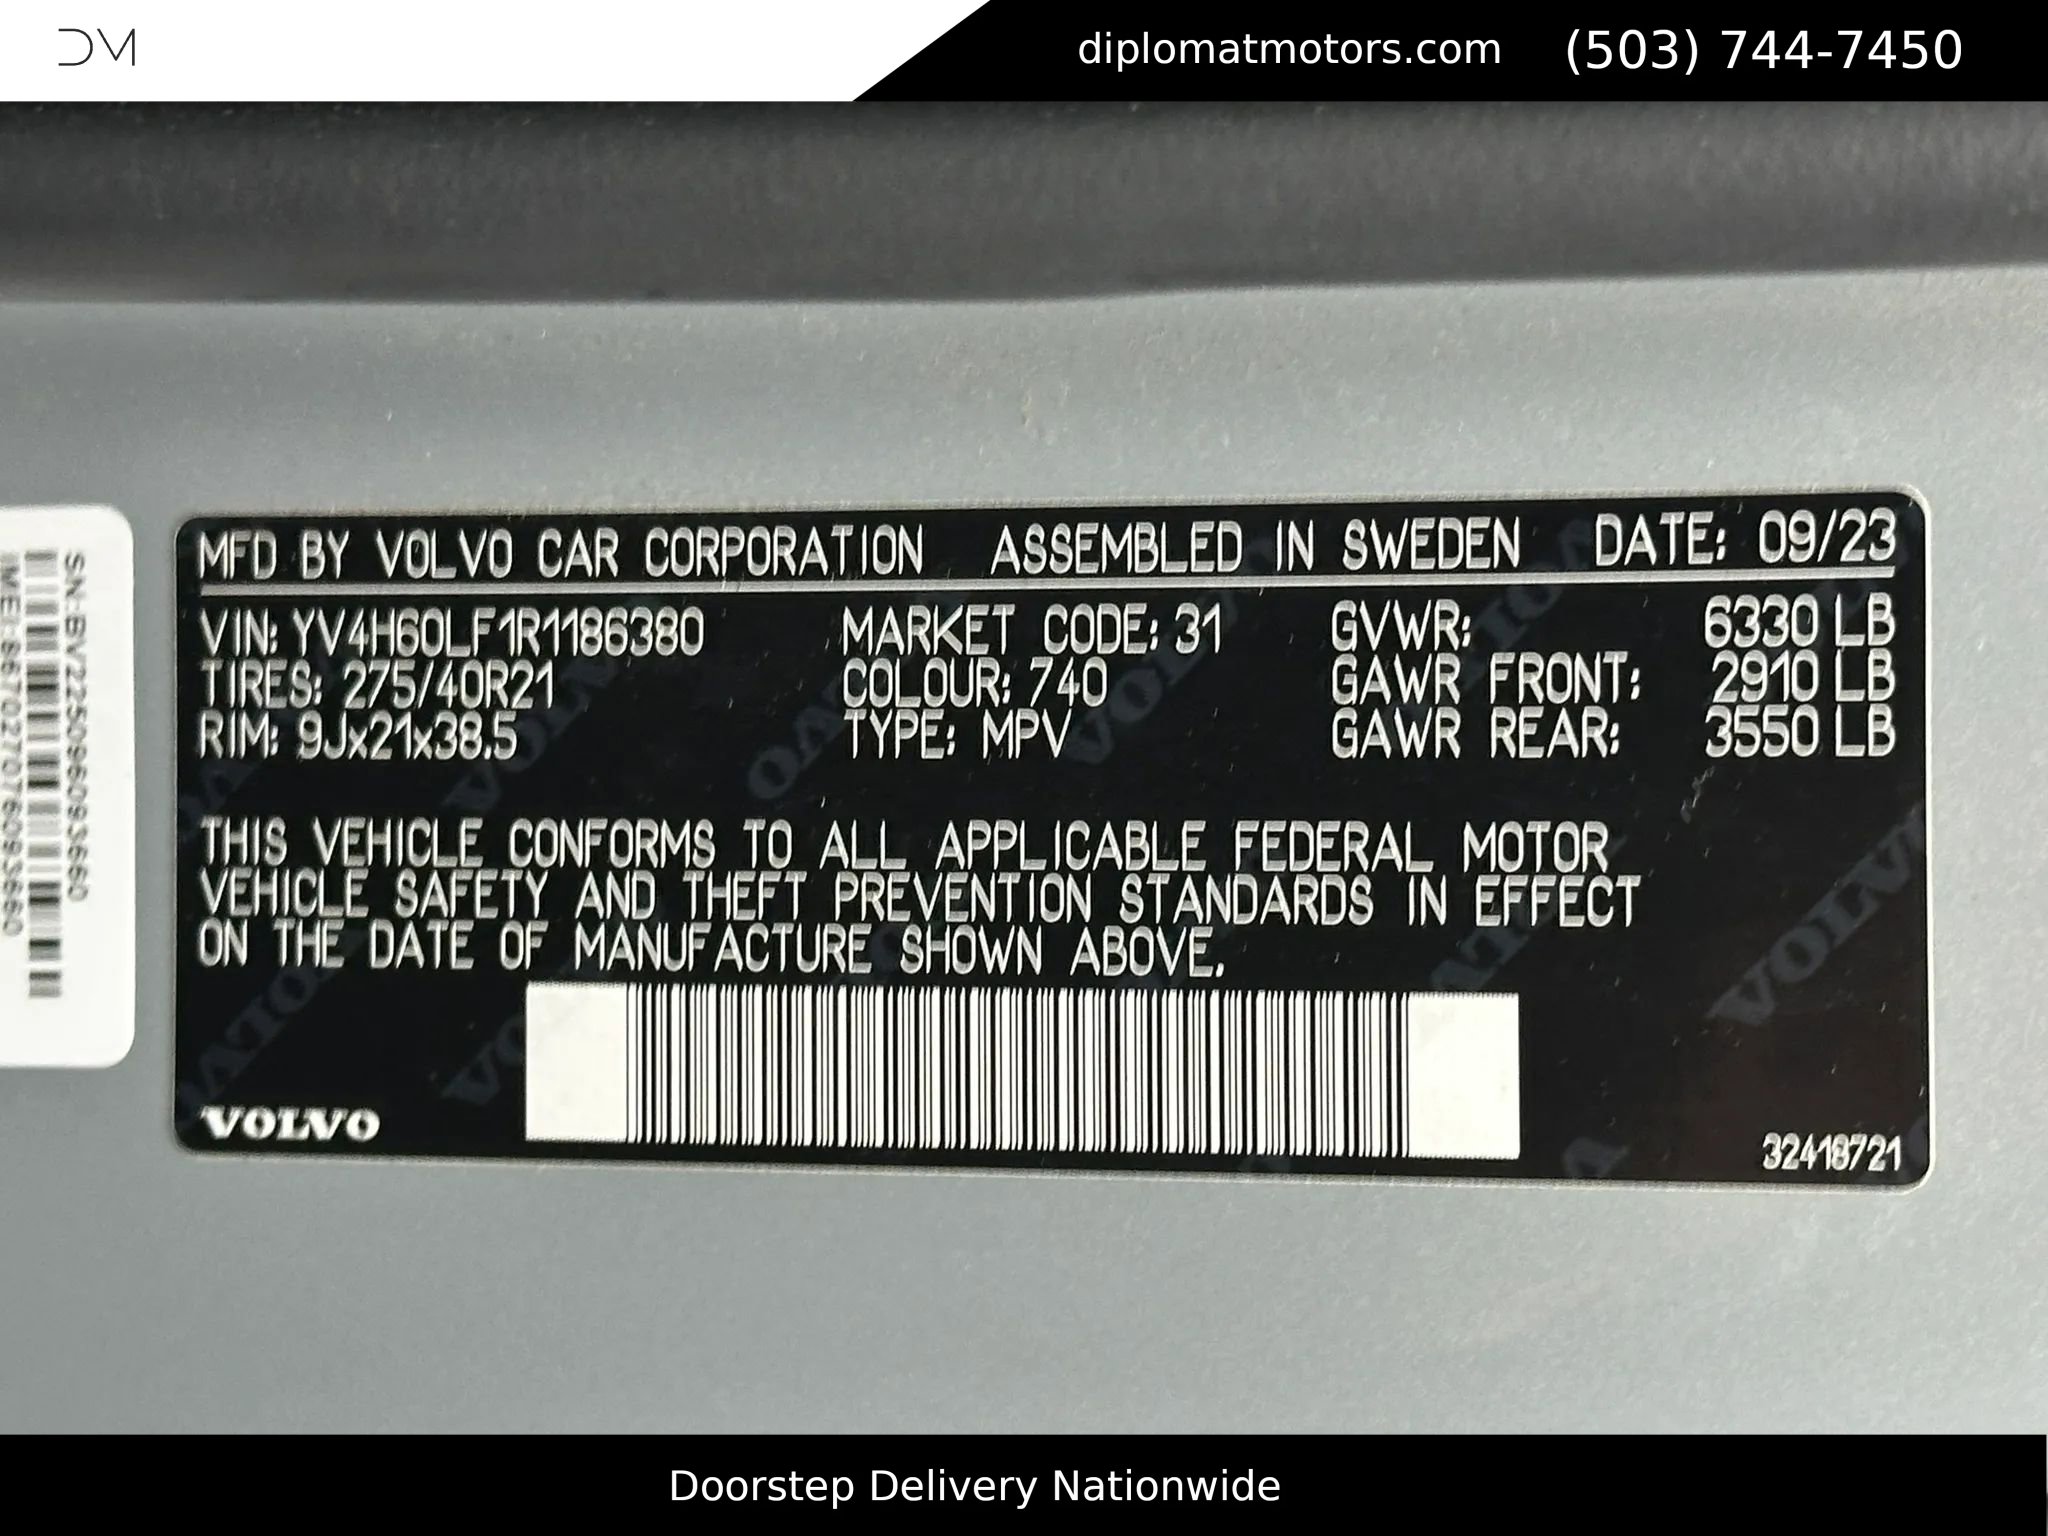 DM
diplomatmotors.com (503) 744-7450
MFD BY VOLVO CAR CORPORATION ASSEMBLED IN SWEDEN DATE: 09/23
VIN: YV4H60LF1R1186380 MARKET CODE: 31 GVWR: 6330 LB
TIRES: 275/40R21 COLOUR: 740 GAWR FRONT: 2910 LB
RIM: 9Jx21x38.5 TYPE: MPV GAWR REAR: 3550 LB
THIS VEHICLE CONFORMS TO ALL APPLICABLE FEDERAL MOTOR
VEHICLE SAFETY AND THEFT PREVENTION STANDARDS IN EFFECT
ON THE DATE OF MANUFACTURE SHOWN ABOVE.
VOLVO
32418721
SN:BV22509609093660
Doorstep Delivery Nationwide